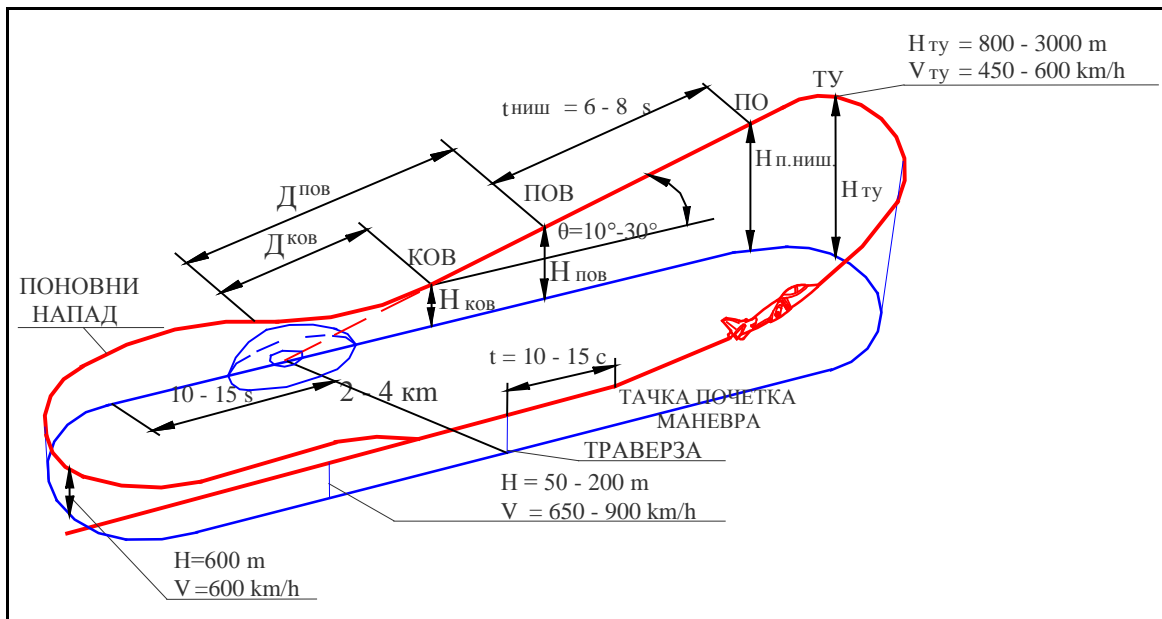 H ту = 800 - 3000 m
V ту = 450 - 600 km/h
ТУ
ПО
t ниш = 6 - 8 s
H п.ниш.
H ту
Д пов
ПОВ
θ=10°-30°
Д ков
КОВ
H пов
H ков
ПОНОВНИ
НАПАД
t = 10 - 15 с
10 - 15 s
2 - 4 km
ТАЧКА ПОЧЕТКА
МАНЕВРА
ТРАВЕРЗА
H = 50 - 200 m
V = 650 - 900 km/h
H=600 m
V =600 km/h